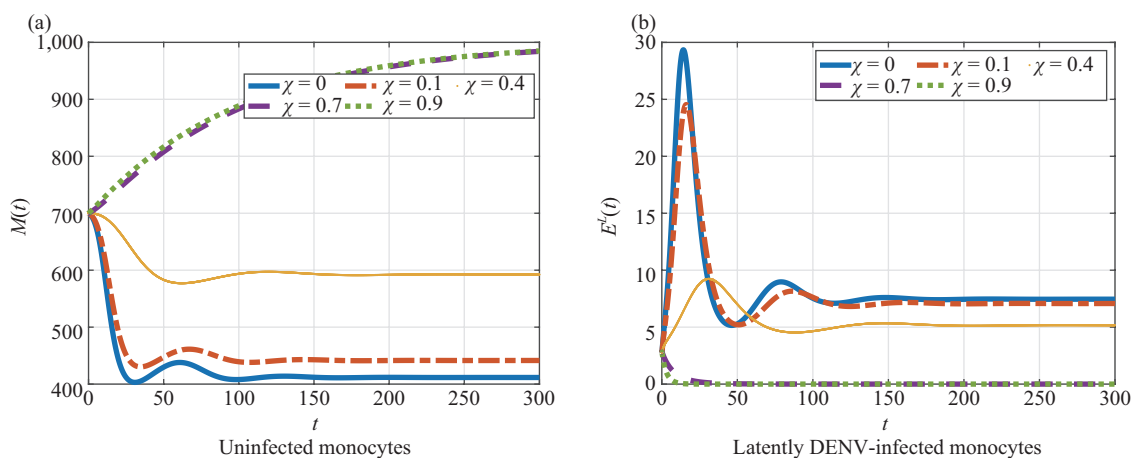 (a)
1,000
900
800
700
600
500
400
M(t)
χ = 0 χ = 0.1 χ = 0.4
χ = 0.7 χ = 0.9
0 50 100 150 200 250 300
t
Uninfected monocytes
(b)
30
25
20
15
10
5
0
E^L(t)
χ = 0 χ = 0.1 χ = 0.4
χ = 0.7 χ = 0.9
0 50 100 150 200 250 300
t
Latently DENV-infected monocytes